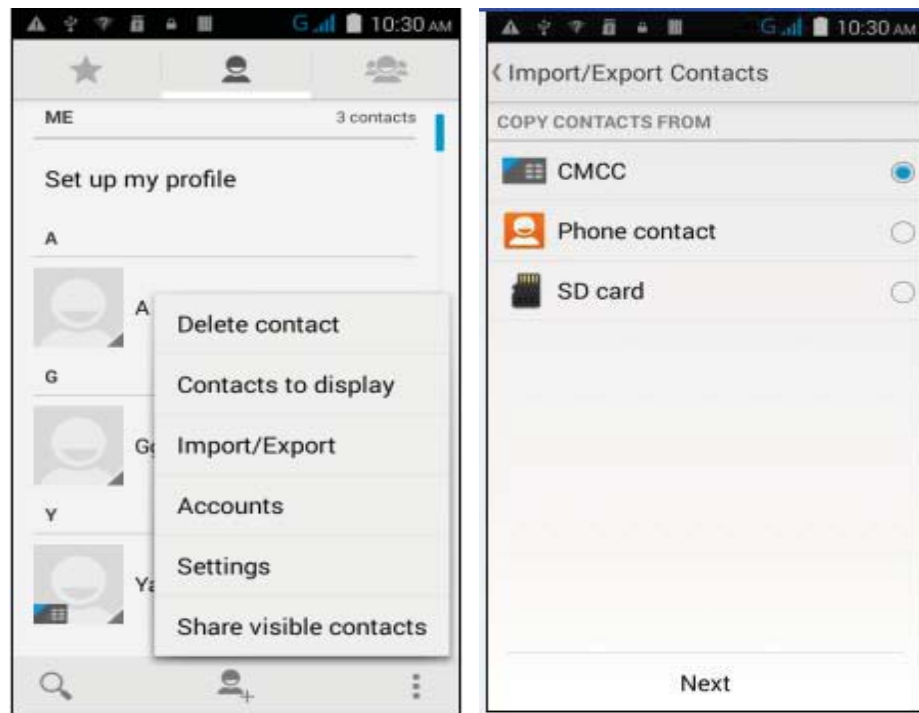 G 10:30 AM
ME 3 contacts
Set up my profile
A
A
Delete contact
G
Contacts to display
Import/Export
Accounts
Y
Settings
Share visible contacts
G 10:30 AM
Import/Export Contacts
COPY CONTACTS FROM
CMCC
Phone contact
SD card
Next